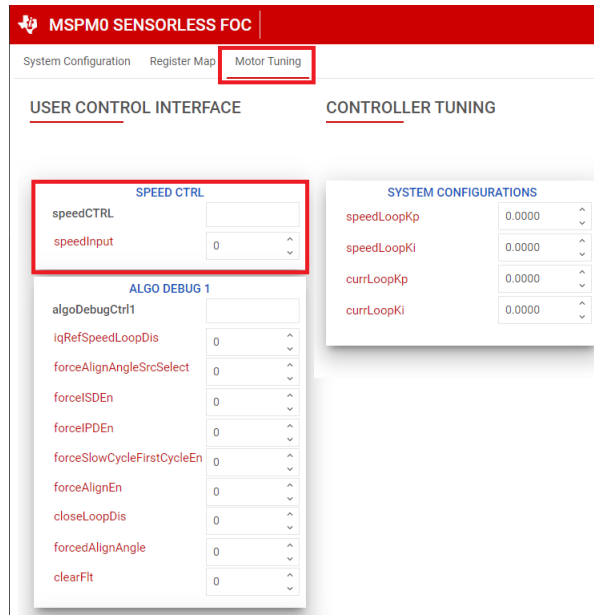 MSPM0 SENSORLESS FOC
System Configuration Register Map Motor Tuning
USER CONTROL INTERFACE
SPEED CTRL
speedCTRL
speedInput 0
ALGO DEBUG 1
algoDebugCtrl1
iqRefSpeedLoopDis 0
forceAlignAngleSrcSelect 0
forceISDEn 0
forceIPDEn 0
forceSlowCycleFirstCycleEn 0
forceAlignEn 0
closeLoopDis 0
forcedAlignAngle 0
clearFlt 0
CONTROLLER TUNING
SYSTEM CONFIGURATIONS
speedLoopKp 0.0000
speedLoopKi 0.0000
currLoopKp 0.0000
currLoopKi 0.0000